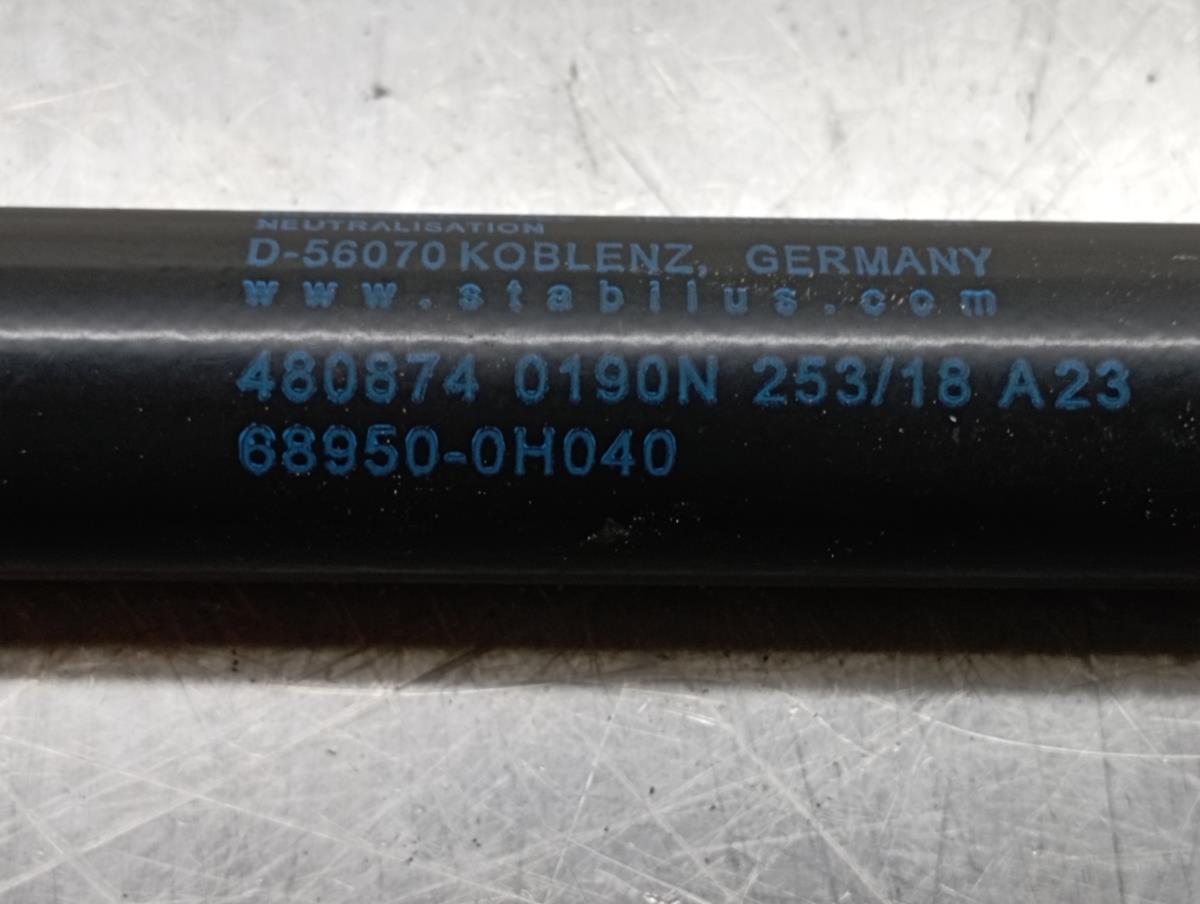 NEUTRALISATION
D-56070 KOBLENZ, GERMANY
www.stabilus.com
480874 0190N 253/18 A23
68950-0H040